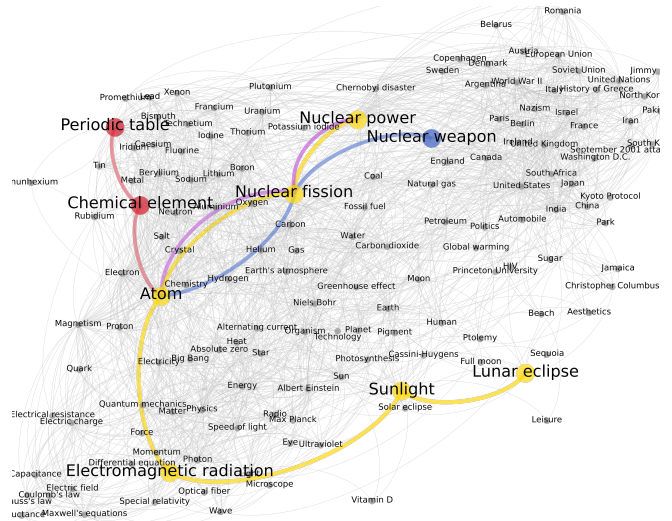 Romania
Belarus
Austria
European Union
Copenhagen
Denmark
Sweden
Soviet Union
Jimmy
United Nations
World War II
Argentina
Italy
History of Greece
North Kor
Plutonium
Chernobyl disaster
Promethium
Lead
Xenon
Francium
Uranium
Nazism
Israel
Iran
Paki
Bismuth
Technetium
Paris
Berlin
France
Periodic table
Nuclear power
Potassium iodide
Nuclear weapon
Iodine
Thorium
Iridium
Caesium
Fluorine
Ireland
United Kingdom
South K
September 2001 atta
Washington D.C.
England
Canada
Tin
Metal
Beryllium
Sodium
Lithium
Boron
Coal
South Africa
Natural gas
United States
Japan
Nuclear fission
Kyoto Protocol
China
Chemical element
Neutron
Aluminium
Oxygen
Fossil fuel
India
Rubidium
Petroleum
Automobile
Politics
Park
Carbon
Salt
Water
Crystal
Helium
Gas
Carbon dioxide
Global warming
Sugar
Electron
Earth's atmosphere
HIV
Princeton University
Jamaica
Chemistry
Hydrogen
Greenhouse effect
Moon
Christopher Columbus
Atom
Niels Bohr
Earth
Beach
Aesthetics
Magnetism
Proton
Alternating current
Organism
Planet
Technology
Pigment
Human
Ptolemy
Heat
Absolute zero
Star
Big Bang
Electricity
Photosynthesis
Cassini-Huygens
Full moon
Sequoia
Quark
Sun
Lunar eclipse
Energy
Albert Einstein
Sunlight
Quantum mechanics
Matter
Physics
Solar eclipse
Electrical resistance
Electric charge
Radio
Max Planck
Leisure
Force
Speed of light
Eye
Ultraviolet
Momentum
Differential equation
Photon
Electromagnetic radiation
Light
Capacitance
Microscope
Electric field
Optical fiber
Coulomb's law
Special relativity
Vitamin D
uss's law
Wave
uctance
Maxwell's equations